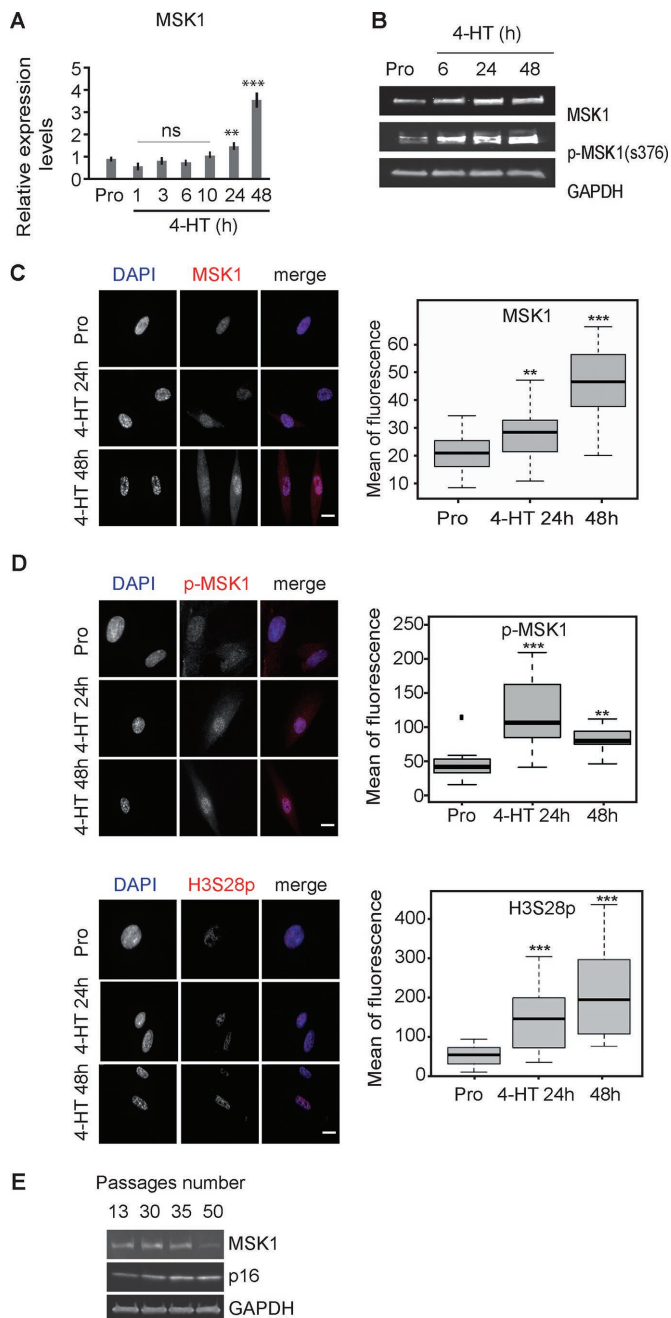 A
MSK1
Relative expression
levels
5
4
3
2
1
0
ns
**
***
Pro 1 3 6 10 24 48
4-HT (h)
B
4-HT (h)
Pro 6 24 48
MSK1
p-MSK1(s376)
GAPDH
C
DAPI MSK1 merge
Pro
4-HT 24h
4-HT 48h
MSK1
Mean of fluorescence
60
50
40
30
20
10
**
***
Pro 4-HT 24h 48h
D
DAPI p-MSK1 merge
Pro
4-HT 24h
4-HT 48h
p-MSK1
Mean of fluorescence
250
200
150
100
50
0
***
**
Pro 4-HT 24h 48h
DAPI H3S28p merge
Pro
4-HT 24h
4-HT 48h
H3S28p
Mean of fluorescence
400
300
200
100
0
***
***
Pro 4-HT 24h 48h
E
Passages number
13 30 35 50
MSK1
p16
GAPDH